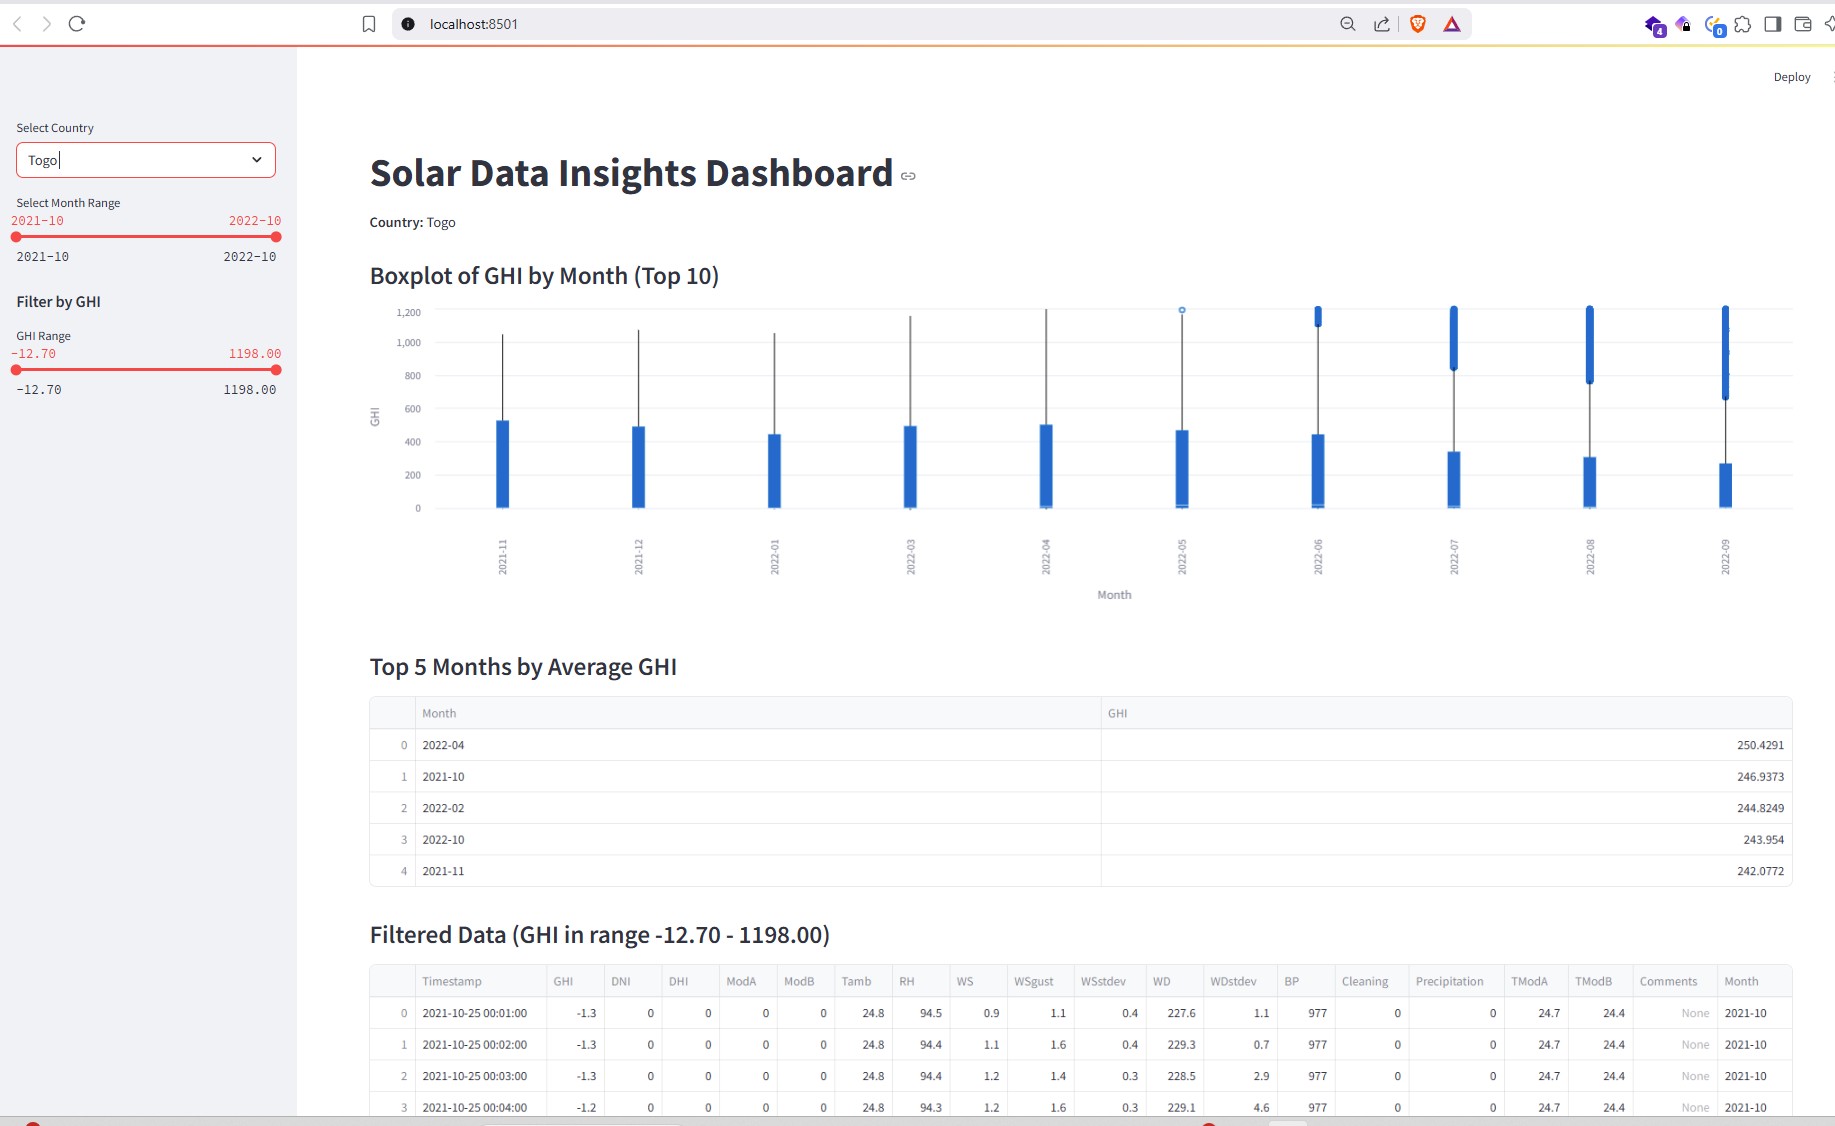 localhost:8501
4
0
Deploy
Select Country
Togo
Select Month Range
2021-10 2022-10
2021-10 2022-10
Filter by GHI
GHI Range
-12.70 1198.00
-12.70 1198.00
Solar Data Insights Dashboard
Country: Togo
Boxplot of GHI by Month (Top 10)
1,200
1,000
800
600
400
200
0
GHI
2021-11 2021-12 2022-01 2022-03 2022-04 2022-05 2022-06 2022-07 2022-08 2022-09
Month
Top 5 Months by Average GHI
Month GHI
0 2022-04 250.4291
1 2021-10 246.9373
2 2022-02 244.8249
3 2022-10 243.954
4 2021-11 242.0772
Filtered Data (GHI in range -12.70 - 1198.00)
Timestamp GHI DNI DHI ModA ModB Tamb RH WS WSgust WSstdev WD WDstdev BP Cleaning Precipitation TModA TModB Comments Month
0 2021-10-25 00:01:00 -1.3 0 0 0 0 24.8 94.5 0.9 1.1 0.4 227.6 1.1 977 0 0 24.7 24.4 None 2021-10
1 2021-10-25 00:02:00 -1.3 0 0 0 0 24.8 94.4 1.1 1.6 0.4 229.3 0.7 977 0 0 24.7 24.4 None 2021-10
2 2021-10-25 00:03:00 -1.3 0 0 0 0 24.8 94.4 1.2 1.4 0.3 228.5 2.9 977 0 0 24.7 24.4 None 2021-10
3 2021-10-25 00:04:00 -1.2 0 0 0 0 24.8 94.3 1.2 1.6 0.3 229.1 4.6 977 0 0 24.7 24.4 None 2021-10